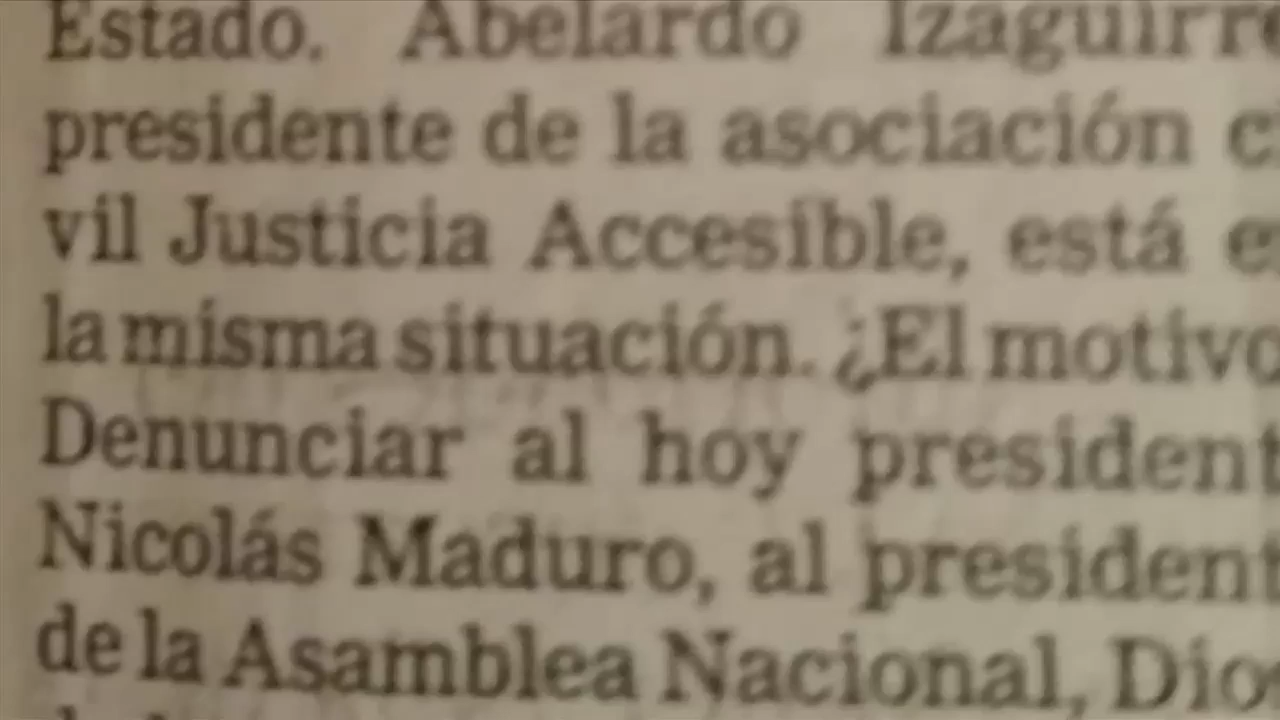 Estado. Abelardo Izaguirre
presidente de la asociación ci
vil Justicia Accesible, está e
la misma situación. ¿El motivo
Denunciar al hoy president
Nicolás Maduro, al president
de la Asamblea Nacional, Dios